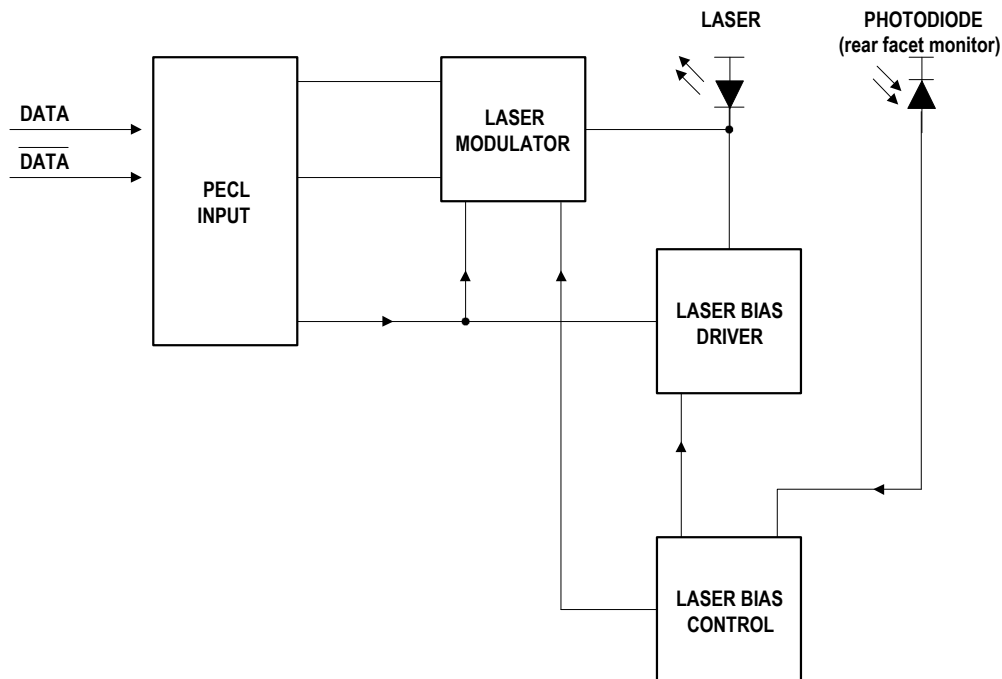 LASER
PHOTODIODE
(rear facet monitor)
DATA
DATA
PECL
INPUT
LASER
MODULATOR
LASER BIAS
DRIVER
LASER BIAS
CONTROL